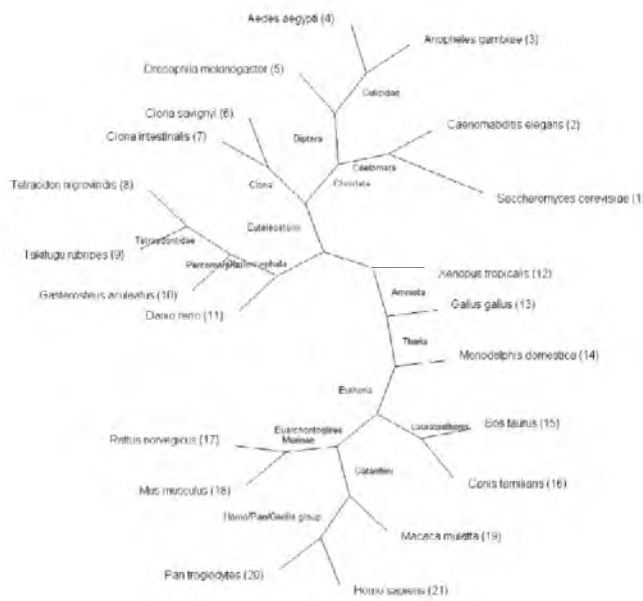 Aedes aegypti (4)
Anopheles gambiae (3)
Drosophila melanogastor (5)
Culicidae
Ciona savignyi (6)
Caenorhabditis elegans (2)
Ciona intestinalis (7)
Diptera
Coelomata
Tetraodon nigroviridis (8)
Ciona
Chordata
Saccharomyces cerevisiae (1)
Euteleostomi
Tetraodontidae
Takifugu rubripes (9)
Percomorpha
Xenopus tropicalis (12)
Gasterosteus aculeatus (10)
Amniota
Gallus gallus (13)
Danio rerio (11)
Theria
Monodelphis domestica (14)
Eutheria
Euarchontoglires
Laurasiatheria
Bos taurus (15)
Rattus norvegicus (17)
Murinae
Catarrhini
Mus musculus (18)
Canis familiaris (16)
Homo/Pan/Gorilla group
Macaca mulatta (19)
Pan troglodytes (20)
Homo sapiens (21)